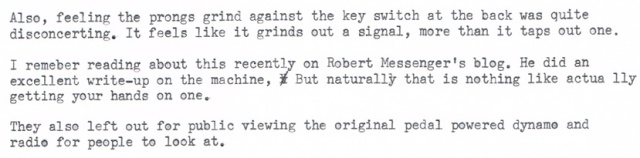 Also, feeling the prongs grind against the key switch at the back was quite
disconcerting. It feels like it grinds out a signal, more than it taps out one.
I remeber reading about this recently on Robert Messenger's blog. He did an
excellent write-up on the machine, But naturally that is nothing like actua lly
getting your hands on one.
They also left out for public viewing the original pedal powered dynamo and
radio for people to look at.